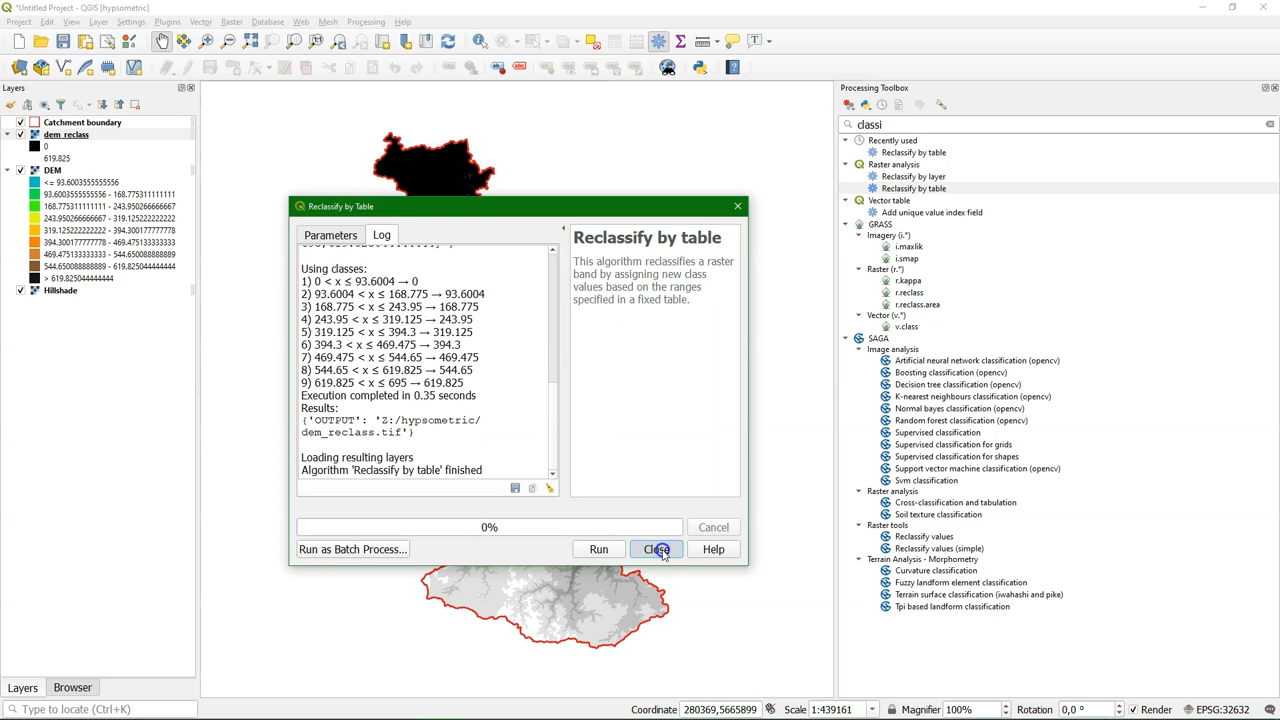 *Untitled Project - QGIS [hypsometric]
Project Edit View Layer Settings Plugins Vector Raster Database Web Mesh Processing Help
Layers
Catchment boundary
dem_reclass
0
619.825
DEM
<= 93.6003555555556
93.6003555555556 - 168.775311111111
168.775311111111 - 243.950266666667
243.950266666667 - 319.125222222222
319.125222222222 - 394.300177777778
394.300177777778 - 469.475133333333
469.475133333333 - 544.650088888889
544.650088888889 - 619.825044444444
> 619.825044444444
Hillshade
Layers Browser
Reclassify by Table
Parameters Log
Using classes:
1) 0 < x ≤ 93.6004 → 0
2) 93.6004 < x ≤ 168.775 → 93.6004
3) 168.775 < x ≤ 243.95 → 168.775
4) 243.95 < x ≤ 319.125 → 243.95
5) 319.125 < x ≤ 394.3 → 319.125
6) 394.3 < x ≤ 469.475 → 394.3
7) 469.475 < x ≤ 544.65 → 469.475
8) 544.65 < x ≤ 619.825 → 544.65
9) 619.825 < x ≤ 695 → 619.825
Execution completed in 0.35 seconds
Results:
{'OUTPUT': 'Z:/hypsometric/
dem_reclass.tif'}
Loading resulting layers
Algorithm 'Reclassify by table' finished
Reclassify by table
This algorithm reclassifies a raster
band by assigning new class
values based on the ranges
specified in a fixed table.
0%
Cancel
Run as Batch Process...
Run
Close
Help
Processing Toolbox
classi
Recently used
Reclassify by table
Raster analysis
Reclassify by layer
Reclassify by table
Vector table
Add unique value index field
GRASS
Imagery (i.*)
i.maxlik
i.smap
Raster (r.*)
r.kappa
r.reclass
r.reclass.area
Vector (v.*)
v.class
SAGA
Image analysis
Artificial neural network classification (opencv)
Boosting classification (opencv)
Decision tree classification (opencv)
K-nearest neighbours classification (opencv)
Normal bayes classification (opencv)
Random forest classification (opencv)
Supervised classification
Supervised classification for grids
Supervised classification for shapes
Support vector machine classification (opencv)
Svm classification
Raster analysis
Cross-classification and tabulation
Soil texture classification
Raster tools
Reclassify values
Reclassify values (simple)
Terrain Analysis - Morphometry
Curvature classification
Fuzzy landform element classification
Terrain surface classification (iwahashi and pike)
Tpi based landform classification
Type to locate (Ctrl+K)
Coordinate 280369,5665899 Scale 1:439161 Magnifier 100% Rotation 0,0 ° Render EPSG:32632